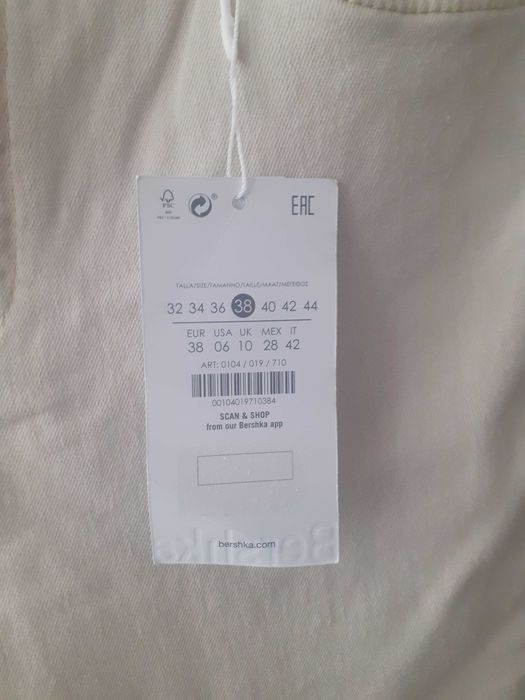 FSC
EAC
TALLA/SIZE/TAMANHO/TAILLE/MAAT/ΜΕΓΕΘΟΣ
32 34 36 38 40 42 44
EUR USA UK MEX IT
38 06 10 28 42
ART: 0104 / 019 / 710
00104019710384
SCAN & SHOP
from our Bershka app
bershka.com
Bershka